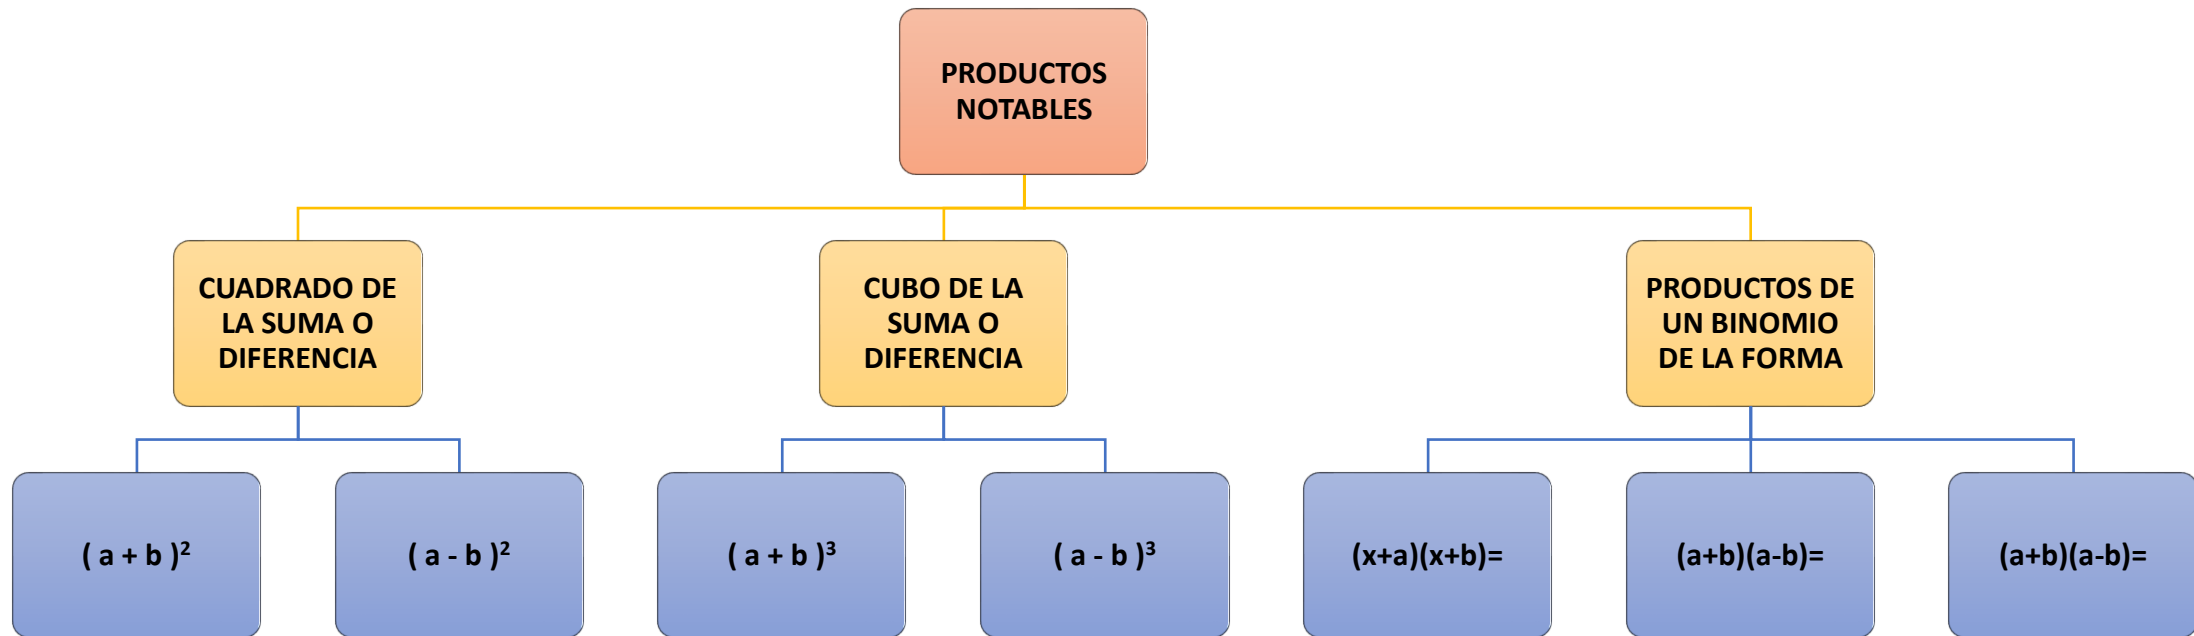 PRODUCTOS
NOTABLES
CUADRADO DE
LA SUMA O
DIFERENCIA
CUBO DE LA
SUMA O
DIFERENCIA
PRODUCTOS DE
UN BINOMIO
DE LA FORMA
( a + b )²
( a - b )²
( a + b )³
( a - b )³
(x+a)(x+b)=
(a+b)(a-b)=
(a+b)(a-b)=